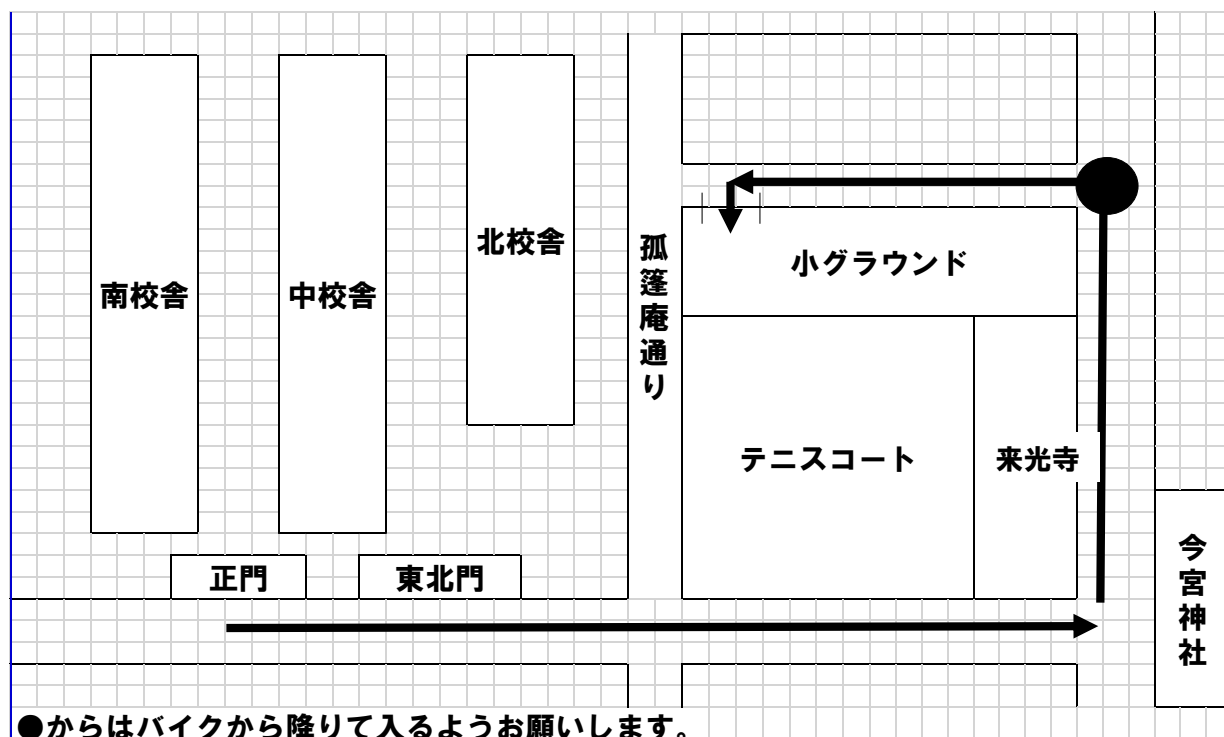 北校舎
孤篷庵通り
小グラウンド
南校舎
中校舎
テニスコート
来光寺
正門
東北門
今宮神社
●からはバイクから降りて入るようお願いします。